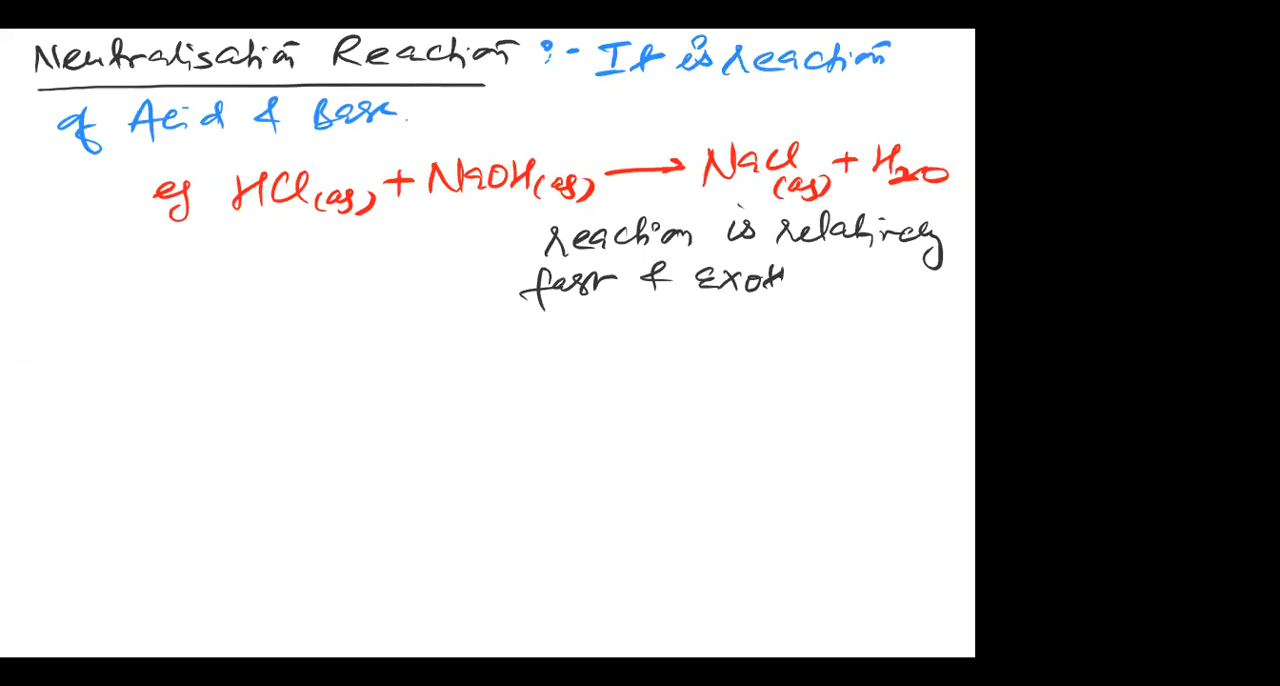 Neutralisation Reaction :- It is reaction
of Acid & Base.
eg HCl(aq) + NaOH(aq) → NaCl(aq) + H2O
reaction is relatively
fast & Exot